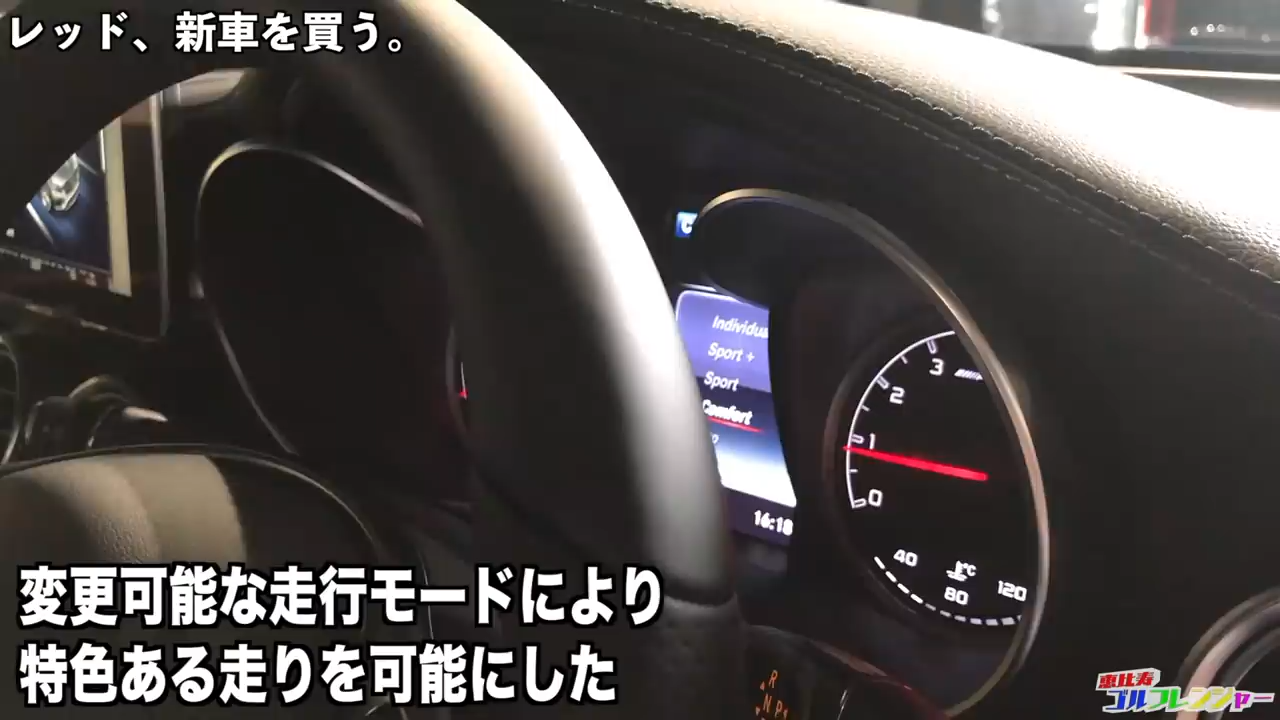 レッド、新車を買う。
Individu
Sport +
Sport
Comfort
16:18
3
2
1
0
40
°C
120
80
R
N P
変更可能な走行モードにより
特色ある走りを可能にした
恵比寿
ゴルフレンジャー